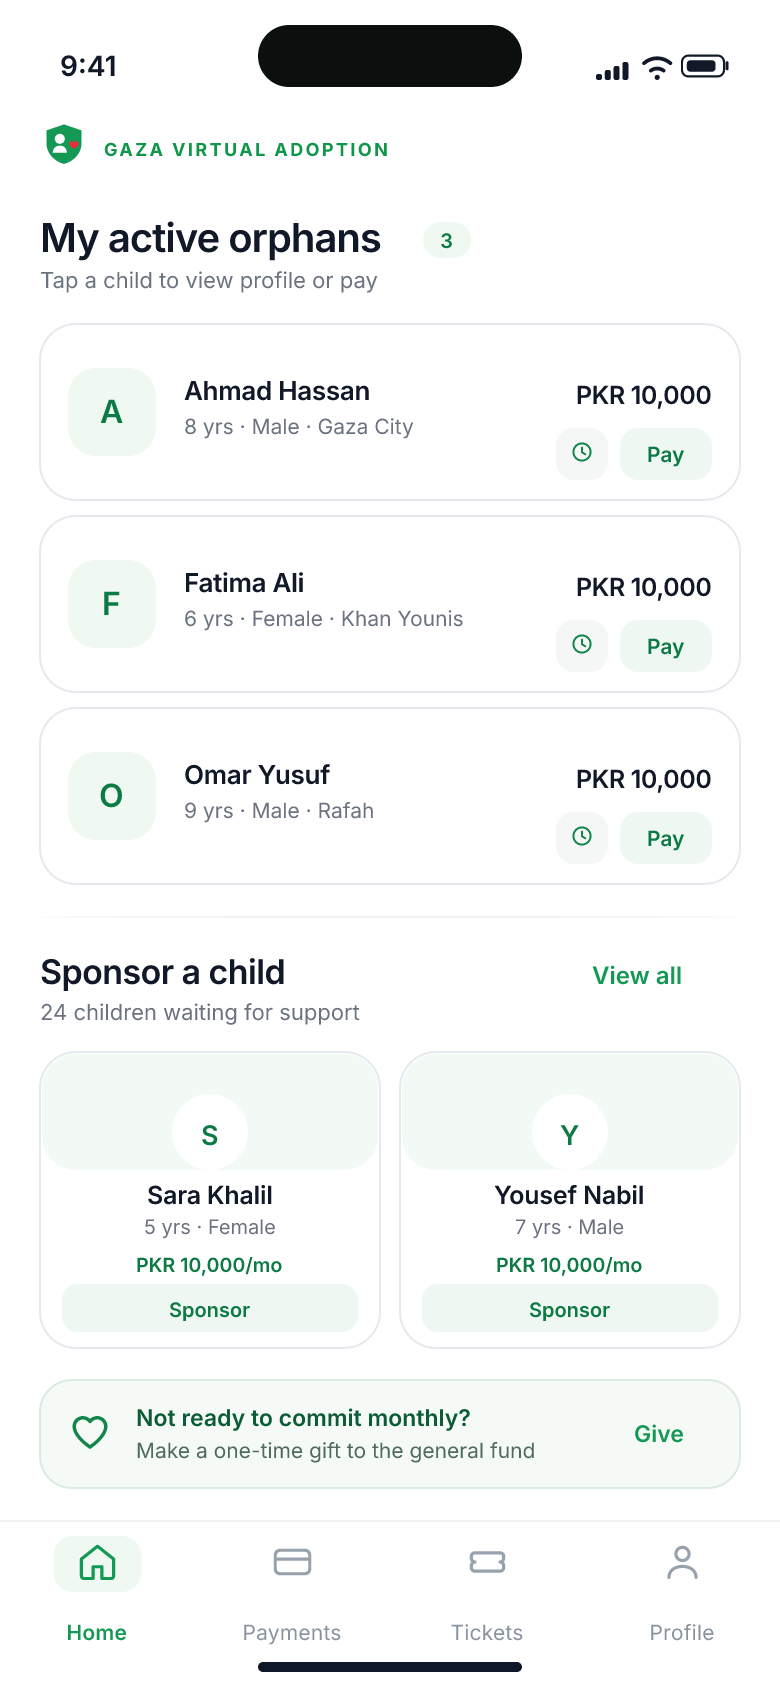 9:41
GAZA VIRTUAL ADOPTION
My active orphans 3
Tap a child to view profile or pay
A
Ahmad Hassan
8 yrs · Male · Gaza City
PKR 10,000
Pay
F
Fatima Ali
6 yrs · Female · Khan Younis
PKR 10,000
Pay
O
Omar Yusuf
9 yrs · Male · Rafah
PKR 10,000
Pay
Sponsor a child
View all
24 children waiting for support
S
Sara Khalil
5 yrs · Female
PKR 10,000/mo
Sponsor
Y
Yousef Nabil
7 yrs · Male
PKR 10,000/mo
Sponsor
Not ready to commit monthly?
Make a one-time gift to the general fund
Give
Home
Payments
Tickets
Profile